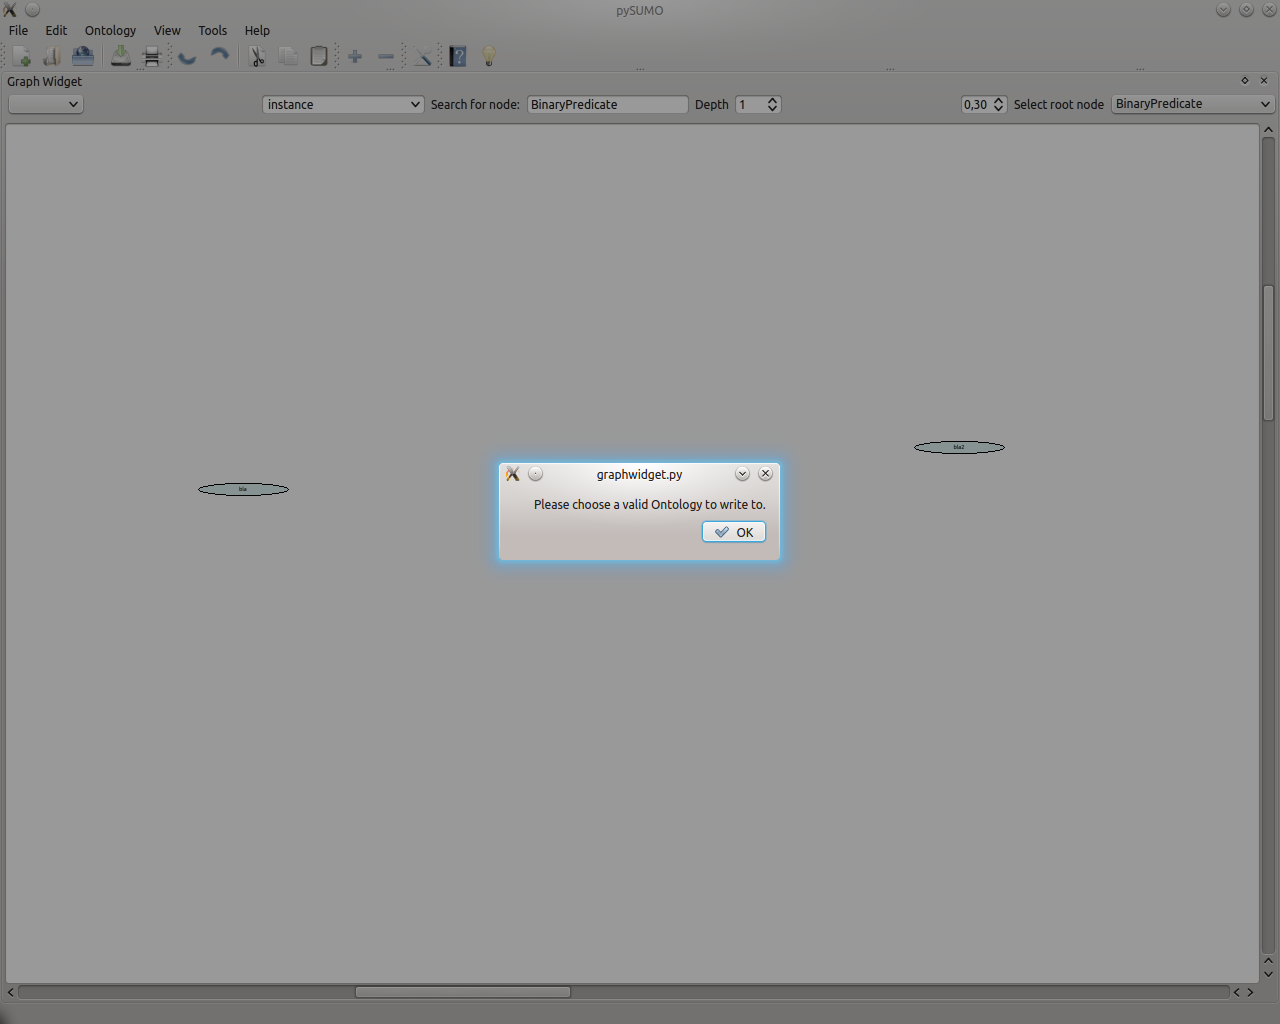 pySUMO
File Edit Ontology View Tools Help
Graph Widget
instance Search for node: BinaryPredicate Depth 1 0,30 Select root node BinaryPredicate
bla2
graphwidget.py
bla
Please choose a valid Ontology to write to.
OK